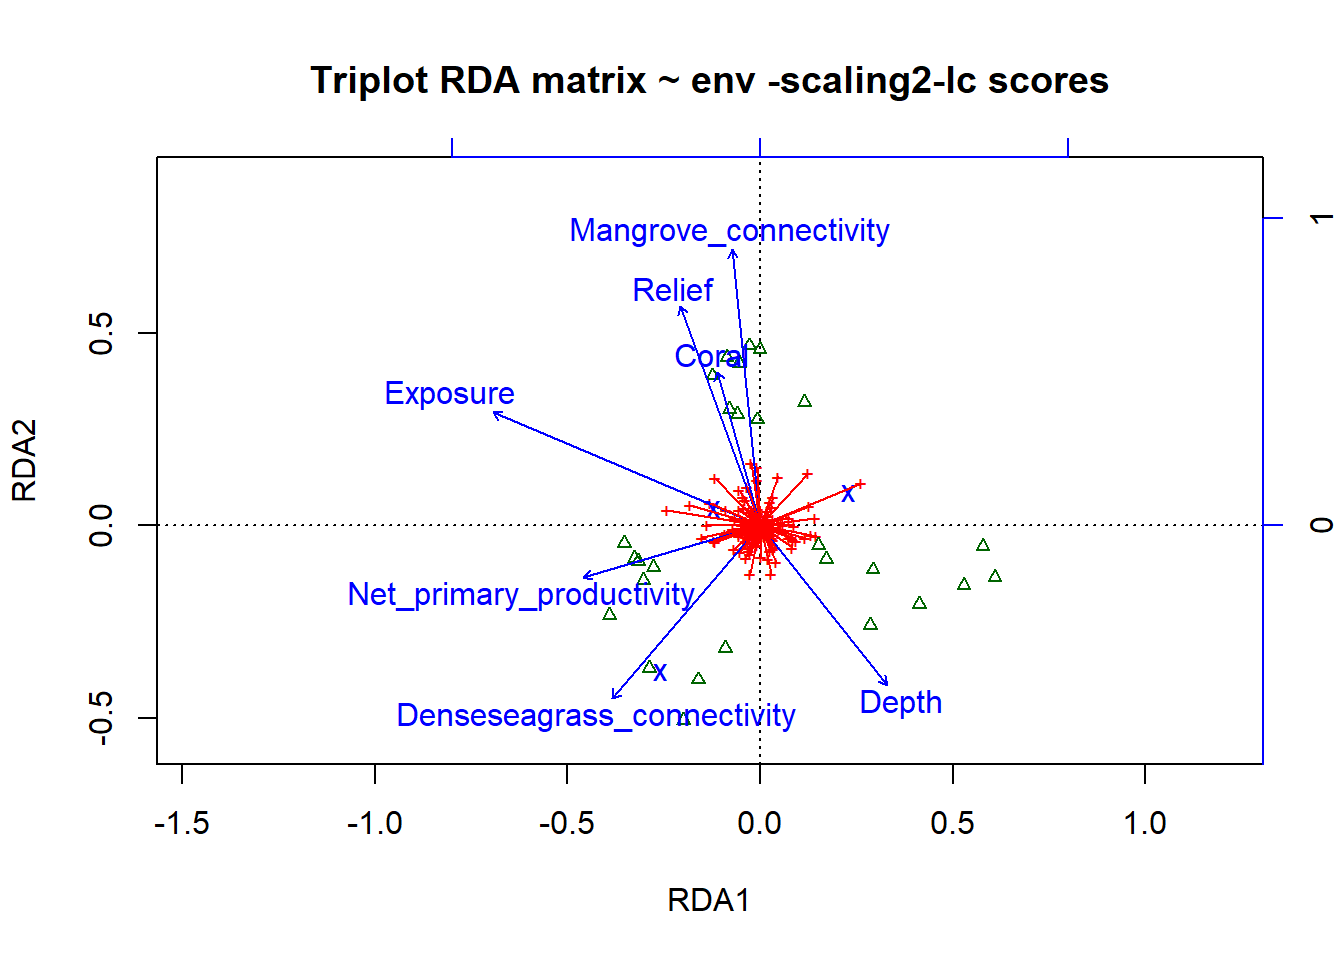 Triplot RDA matrix ~ env -scaling2-lc scores
Mangrove_connectivity
Relief
Coral
Exposure
x
x
Net_primary_productivity
x
Denseseagrass_connectivity
Depth
RDA2
0.5
0.0
-0.5
1
0
-1.5
-1.0
-0.5
0.0
0.5
1.0
RDA1